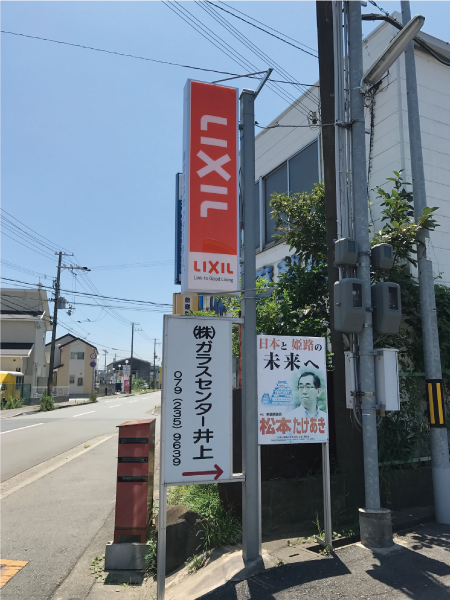 LIXIL
LIXIL
Link to Good Living
(株)ガラスセンター井上
079(235)9639
日本と姫路の
未来へ
松本たけあき